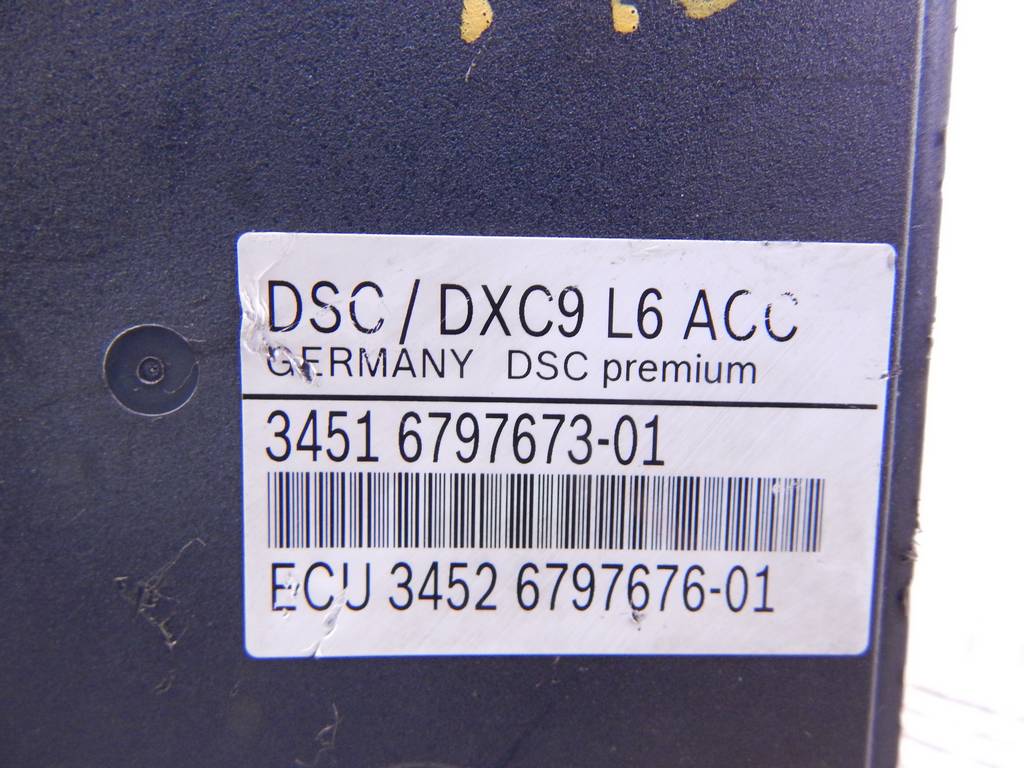 DSC / DXC9 L6 ACC
GERMANY DSC premium
3451 6797673-01
ECU 3452 6797676-01